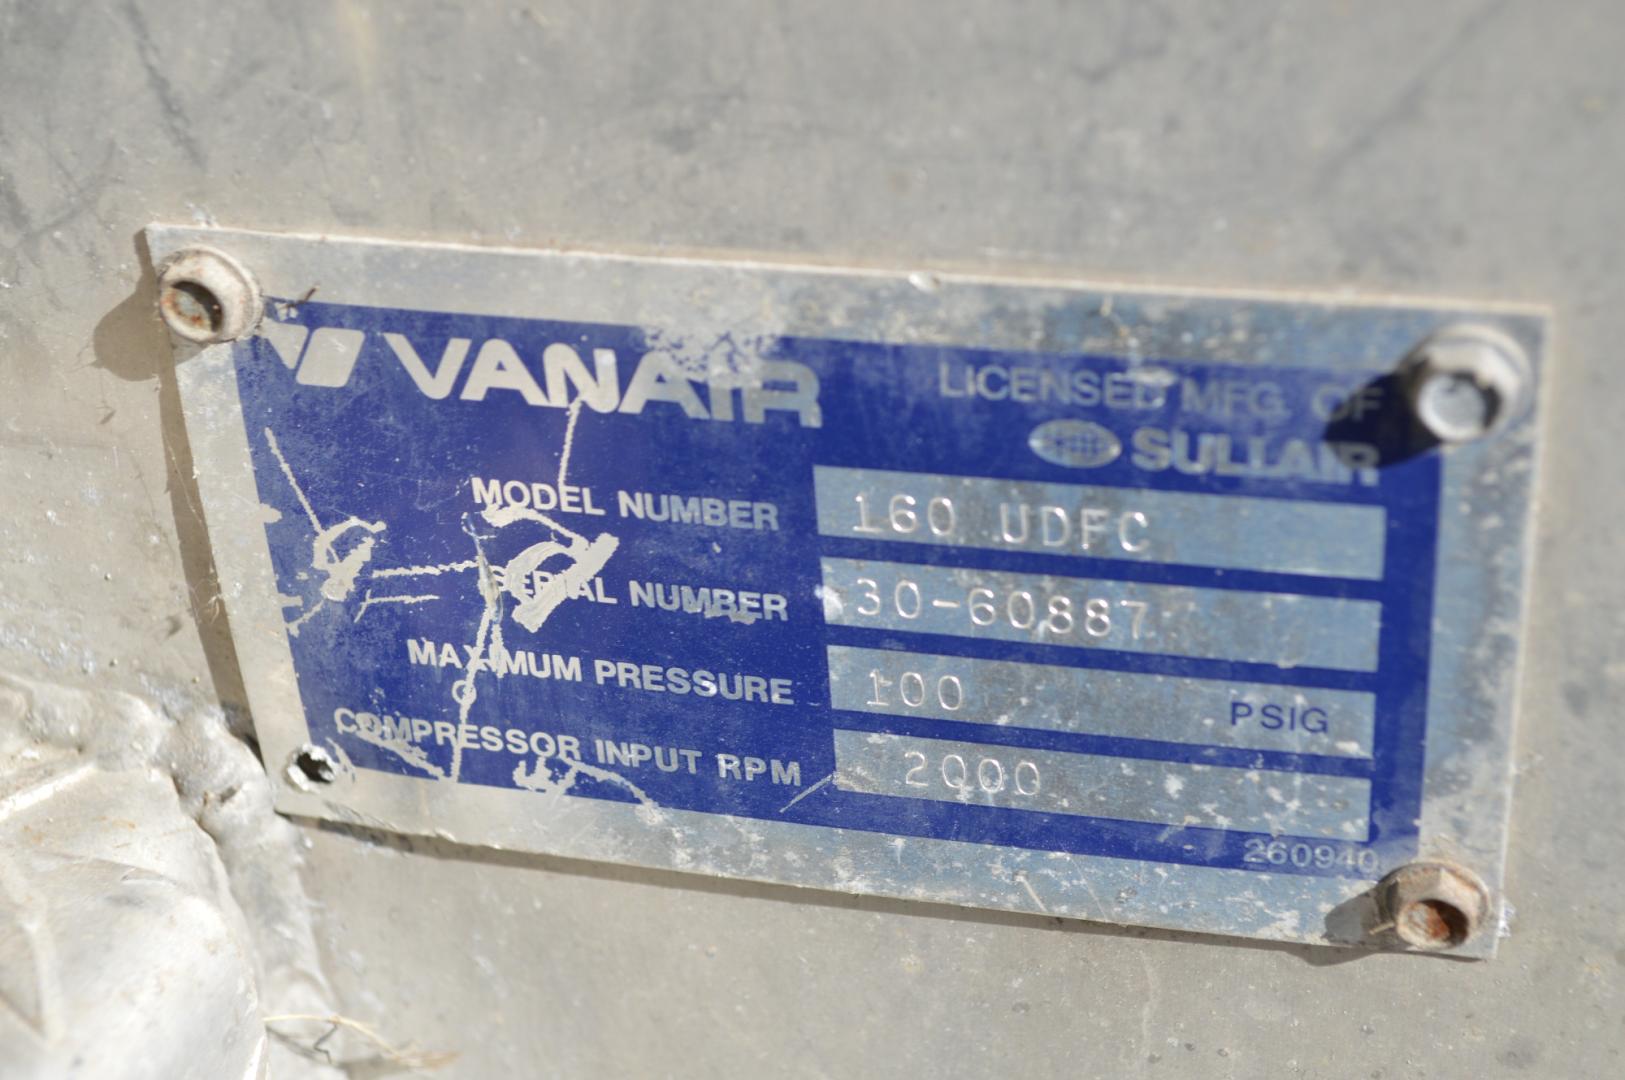 VANAIR
LICENSED MFG. OF
SULLAIR
MODEL NUMBER 160 UDFC
SERIAL NUMBER 30-60887
MAXIMUM PRESSURE 100 PSIG
COMPRESSOR INPUT RPM 2000
260940